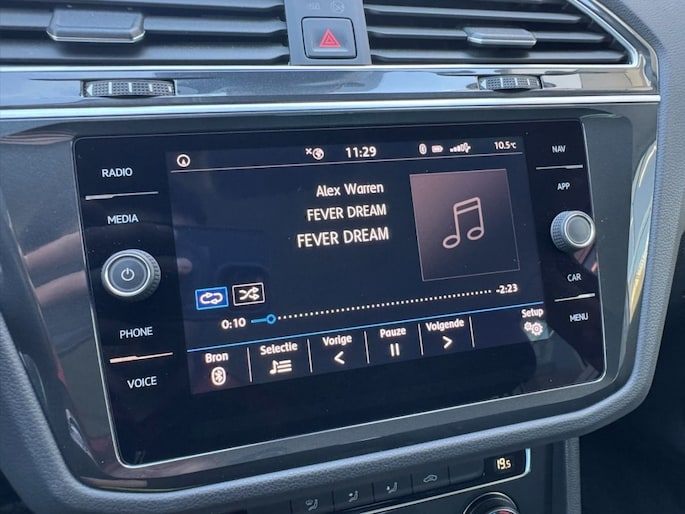 RADIO
MEDIA
PHONE
VOICE
11:29
10.5°C
Alex Warren
FEVER DREAM
FEVER DREAM
0:10
-2:23
Bron
Selectie
Vorige
Pauze
Volgende
Setup
NAV
APP
CAR
MENU
19.5